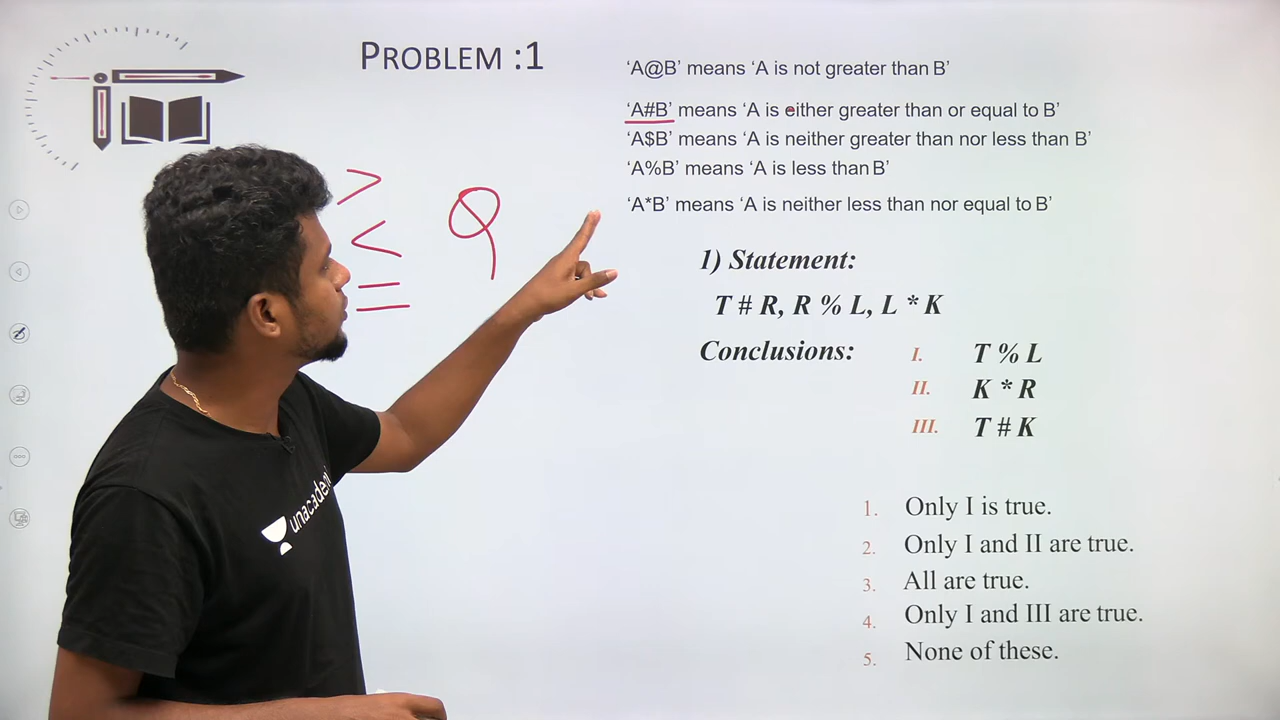 PROBLEM :1
‘A@B’ means ‘A is not greater than B’
‘A#B’ means ‘A is either greater than or equal to B’
‘A$B’ means ‘A is neither greater than nor less than B’
‘A%B’ means ‘A is less than B’
‘A*B’ means ‘A is neither less than nor equal to B’
>
<
=
1) Statement:
T # R, R % L, L * K
Conclusions:
I. T % L
II. K * R
III. T # K
1. Only I is true.
2. Only I and II are true.
3. All are true.
4. Only I and III are true.
5. None of these.